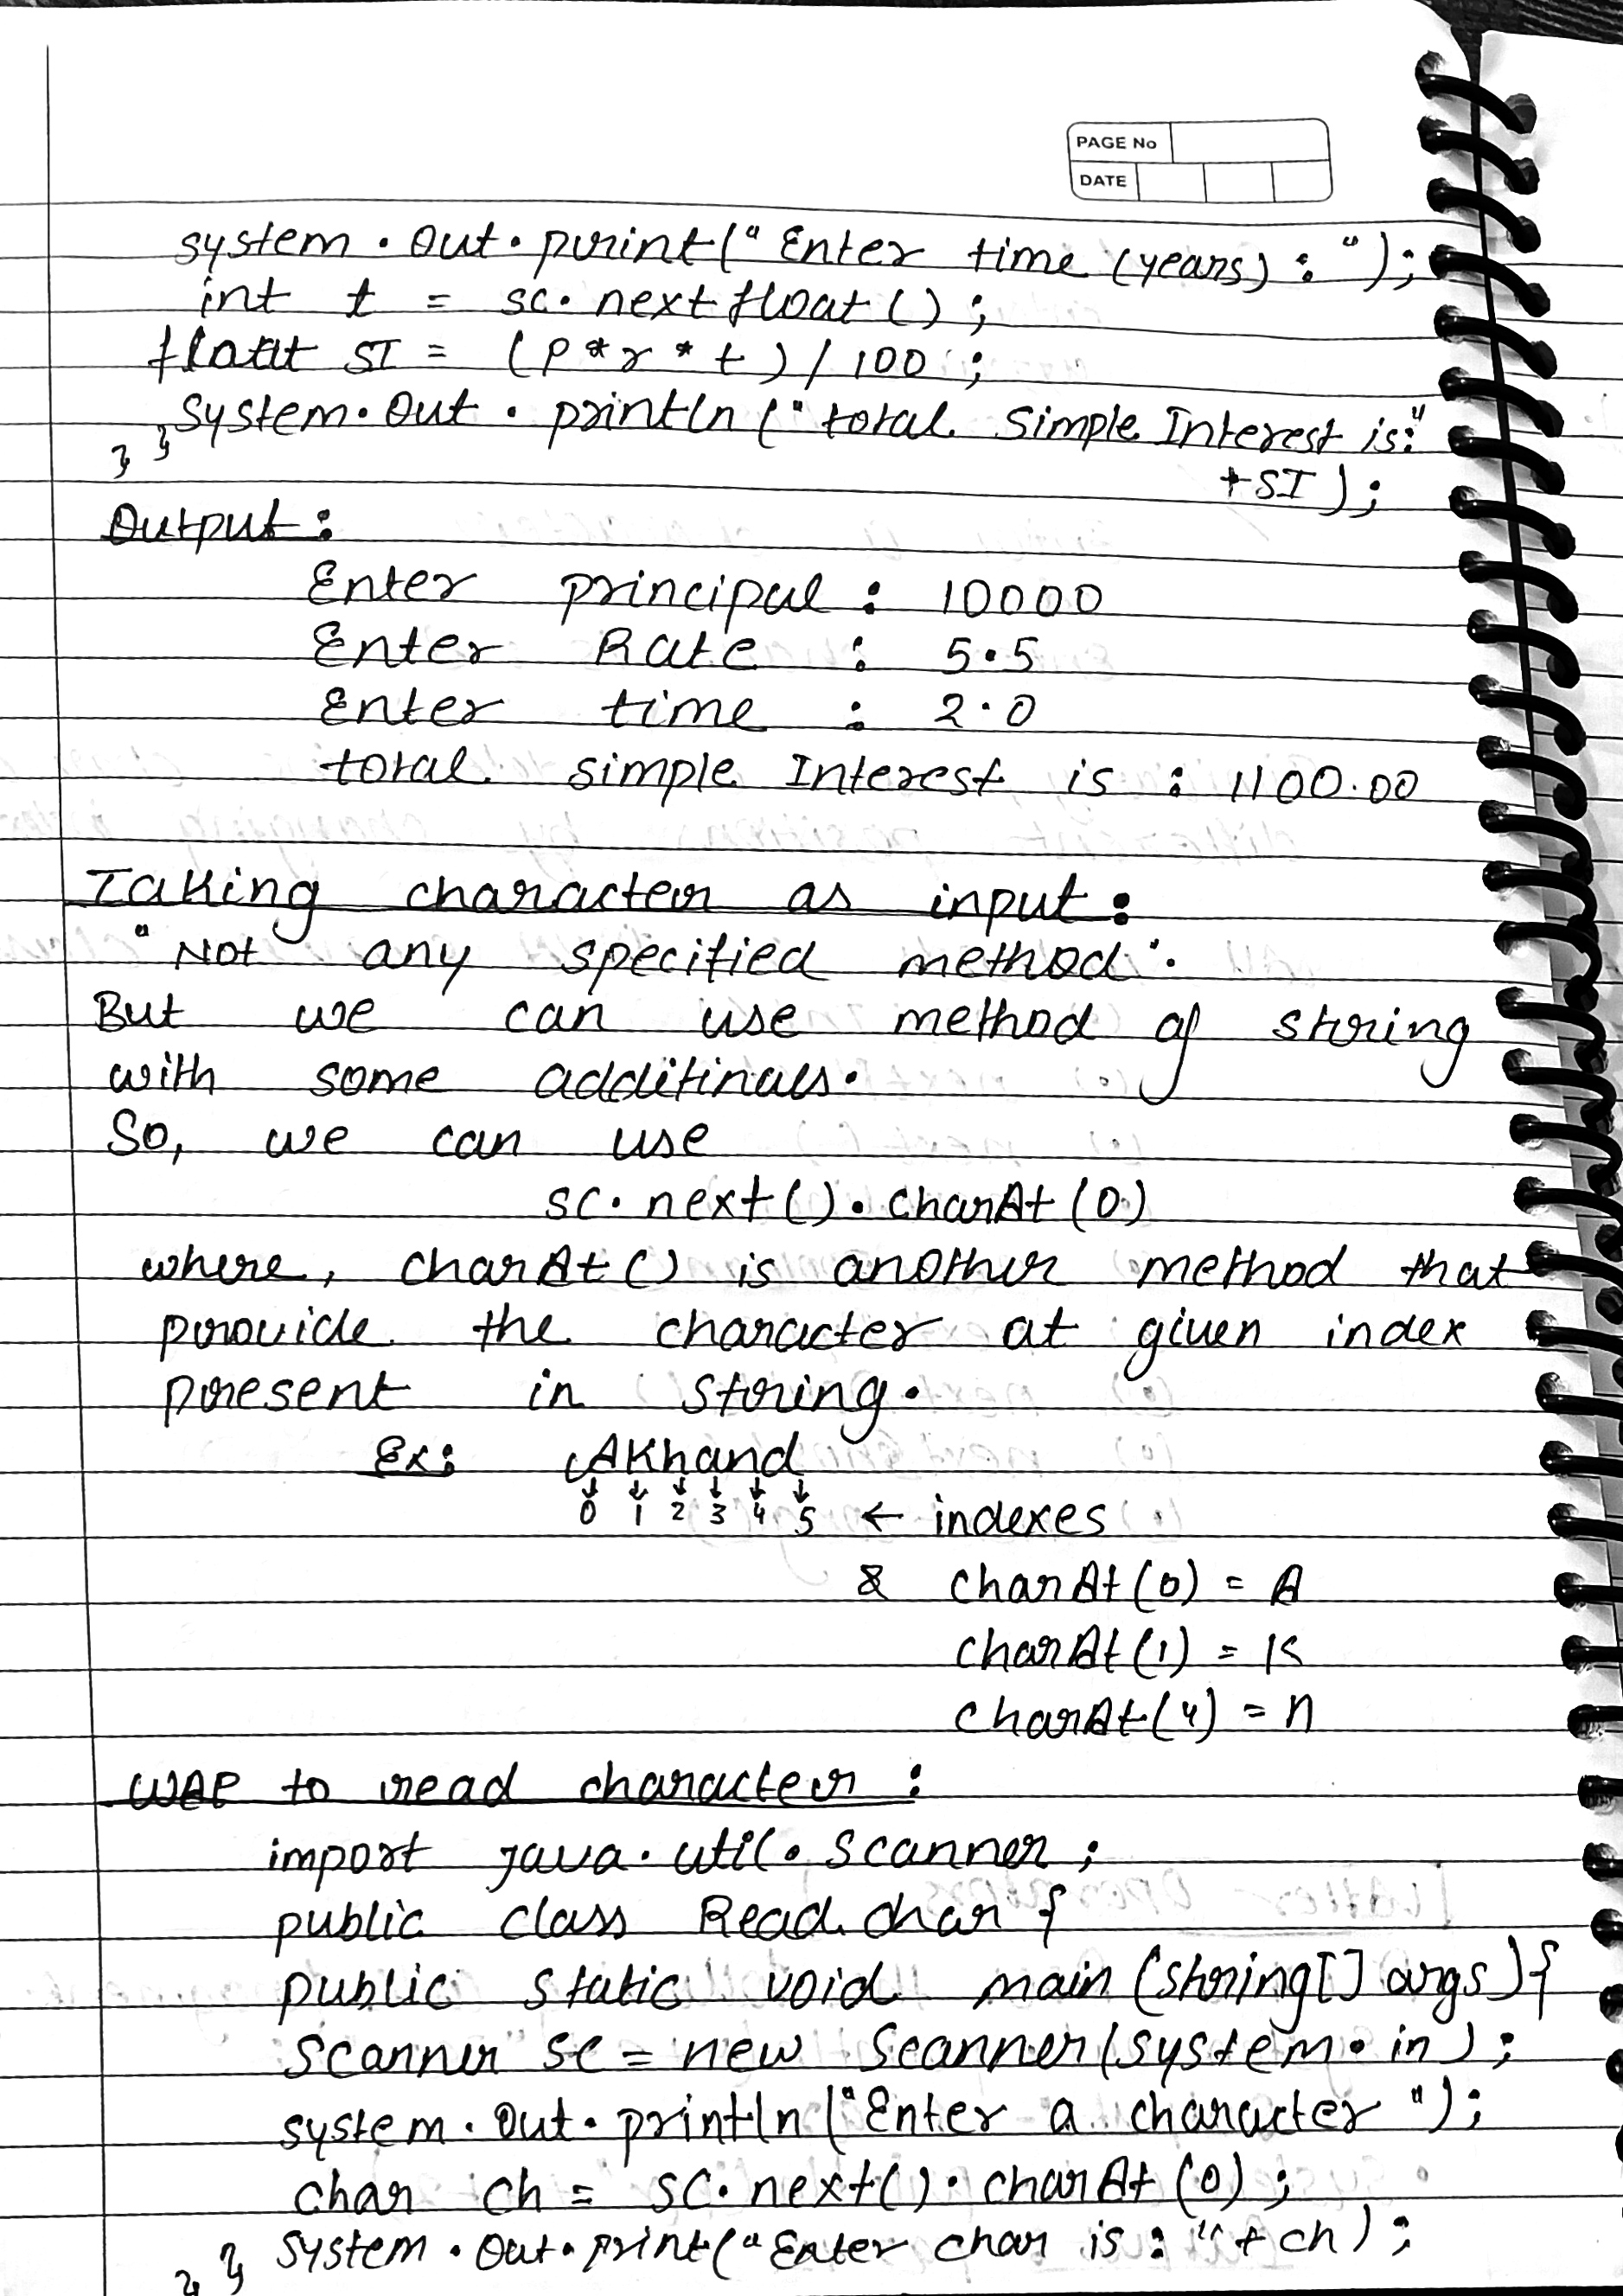 PAGE No
DATE
system.out.print("Enter time (years) : ");
int t = sc.nextfloat();
float SI = (P*r*t)/100;
System.out.println("total Simple Interest is:"
+SI);
}}
Output:
Enter principal : 10000
Enter Rate : 5.5
Enter time : 2.0
total simple Interest is : 1100.00
Taking character as input :
"Not any specified method".
But we can use method of string
with some additinals.
So, we can use
sc.next().charAt(0)
where, charAt() is another method that
provide the character at given index
present in string.
Ex: AKhand
0 1 2 3 4 5 ← indexes
& charAt(0) = A
charAt(1) = K
charAt(4) = n
WAP to read character :
import java.util.scanner;
public class Read char {
public static void main (string[] args){
Scanner sc = new Scanner(system.in);
system.out.println("Enter a character ");
char ch = sc.next().charAt(0);
}} System.out.print("Enter char is : "+ch);